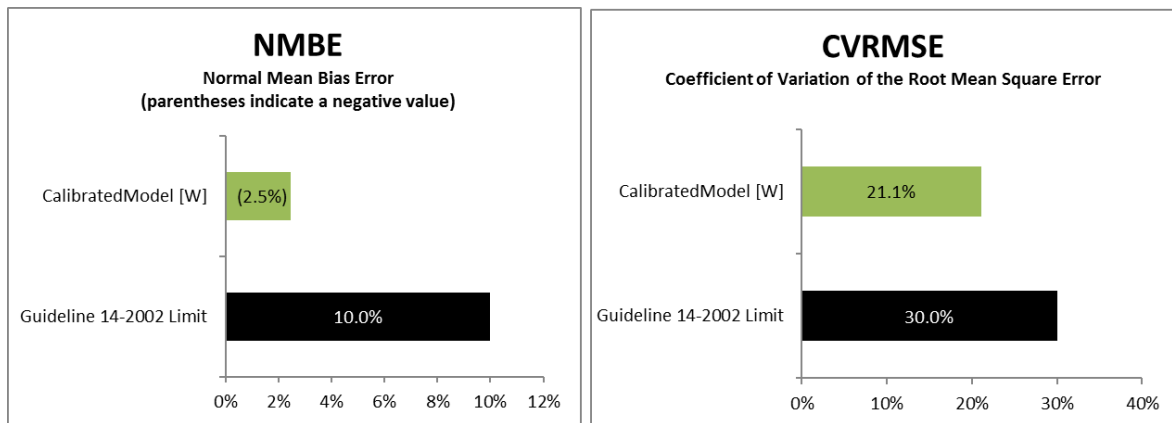 NMBE
Normal Mean Bias Error
(parentheses indicate a negative value)
CalibratedModel [W]
(2.5%)
Guideline 14-2002 Limit
10.0%
0% 2% 4% 6% 8% 10% 12%
CVRMSE
Coefficient of Variation of the Root Mean Square Error
CalibratedModel [W]
21.1%
Guideline 14-2002 Limit
30.0%
0% 10% 20% 30% 40%